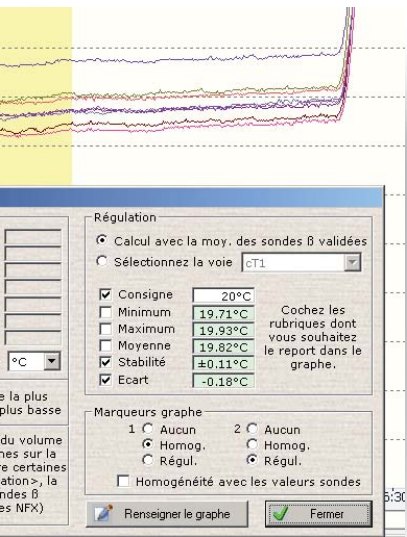 Régulation
Calcul avec la moy. des sondes ß validées
Sélectionnez la voie cT1
Consigne 20°C
Minimum 19.71°C
Maximum 19.93°C
Moyenne 19.82°C
Stabilité ±0.11°C
Ecart -0.18°C
Cochez les
rubriques dont
vous souhaitez
le report dans le
graphe.
°C
e la plus
plus basse
du volume
nes sur la
re certaines
ation>, la
ndes ß
es NFX)
Marqueurs graphe
1 Aucun 2 Aucun
Homog. Homog.
Régul. Régul.
Homogénéité avec les valeurs sondes
Renseigner le graphe Fermer
5:30